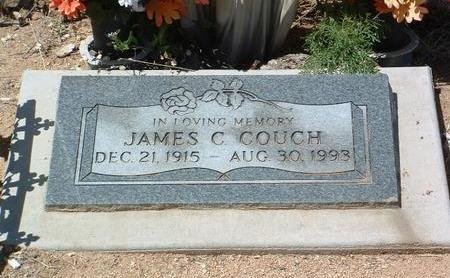 IN LOVING MEMORY
JAMES C. COUCH
DEC. 21, 1915 – AUG. 30, 1993